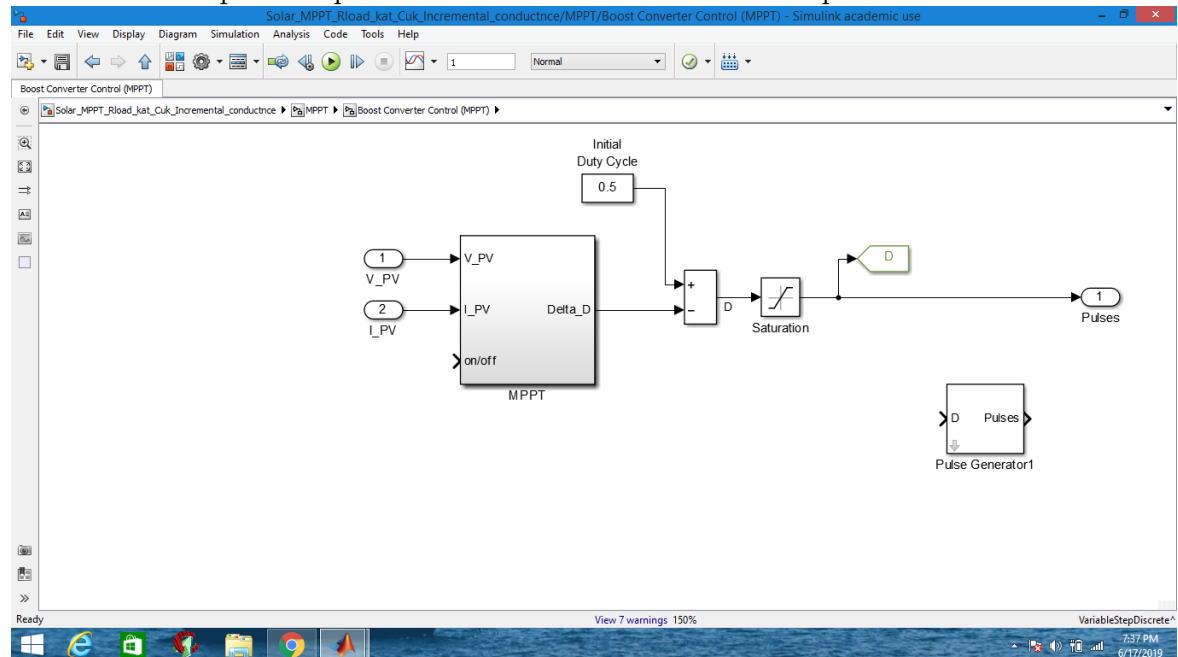 Solar_MPPT_Rload_kat_Cuk_Incremental_conductnce/MPPT/Boost Converter Control (MPPT) - Simulink academic use
File Edit View Display Diagram Simulation Analysis Code Tools Help
1 Normal
Boost Converter Control (MPPT)
Solar_MPPT_Rload_kat_Cuk_Incremental_conductnce MPPT Boost Converter Control (MPPT)
Initial
Duty Cycle
0.5
D
1 V_PV
V_PV
+
2 I_PV Delta_D
I_PV
-
D
Saturation
1
Pulses
on/off
MPPT
D Pulses
Pulse Generator1
Ready View 7 warnings 150% VariableStepDiscrete
7:37 PM
6/17/2019